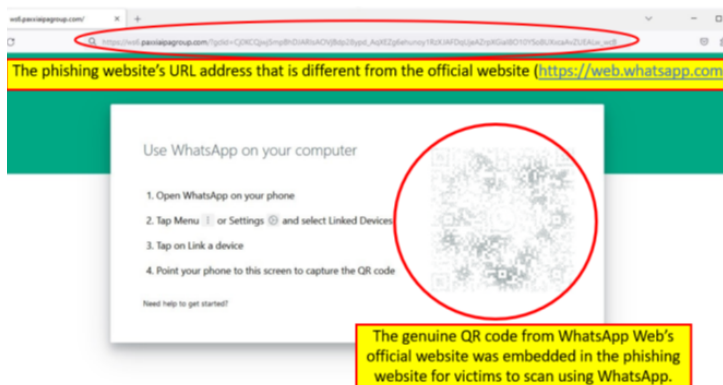 The phishing website's URL address that is different from the official website (https://web.whatsapp.com
Use WhatsApp on your computer
1. Open WhatsApp on your phone
2. Tap Menu or Settings and select Linked Devices
3. Tap on Link a device
4. Point your phone to this screen to capture the QR code
Need help to get started?
The genuine QR code from WhatsApp Web's
official website was embedded in the phishing
website for victims to scan using WhatsApp.